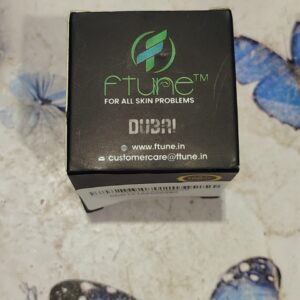 Ftune™
FOR ALL SKIN PROBLEMS
DUBAI
www.ftune.in
customercare@ftune.in